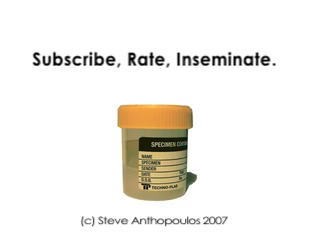 Subscribe, Rate, Inseminate.
SPECIMEN
NAME
SPECIMEN
GENDER
DATE
D.O.B.
TECHNO-PLAS
(c) Steve Anthopoulos 2007